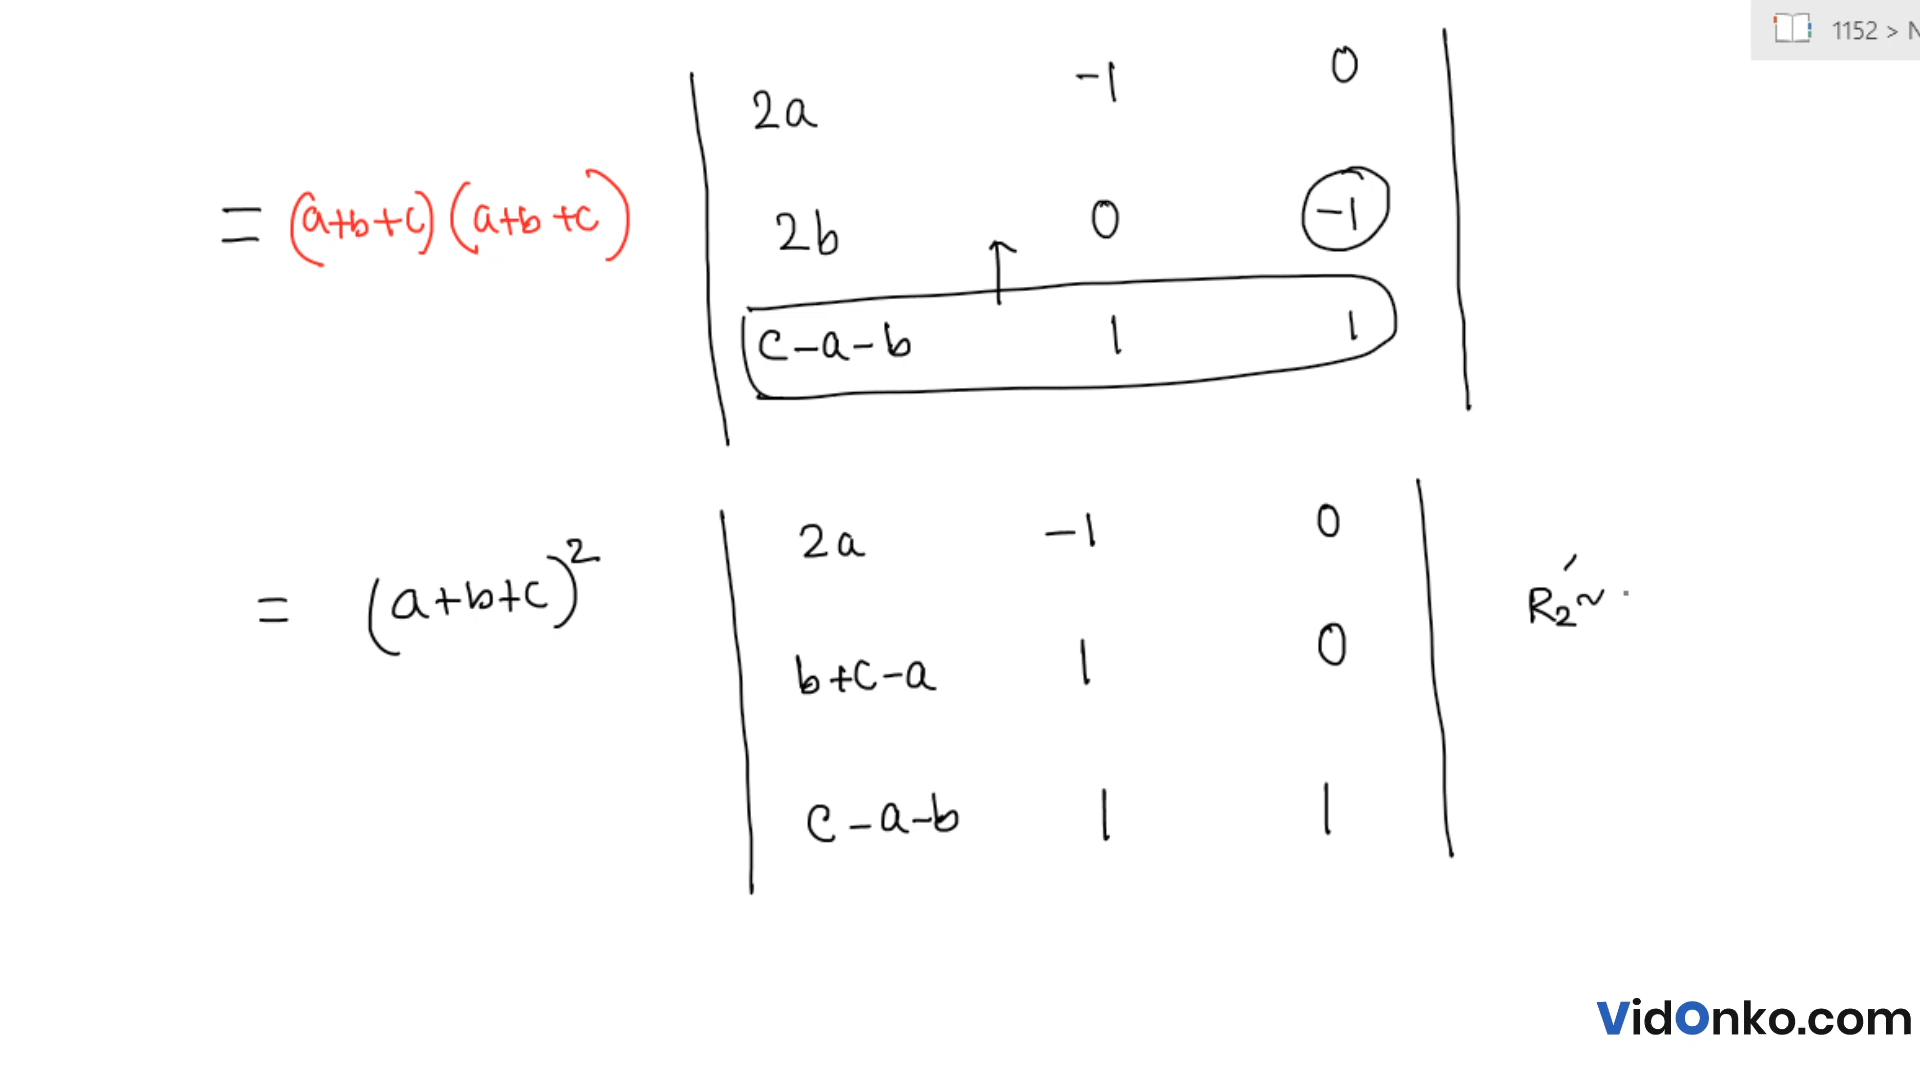 1152 > N
2a -1 0
= (a+b+c) (a+b+c)
2b 0 -1
c-a-b 1 1
2a -1 0
= (a+b+c)² R₂′ ~
b+c-a 1 0
c-a-b 1 1
VidOnko.com